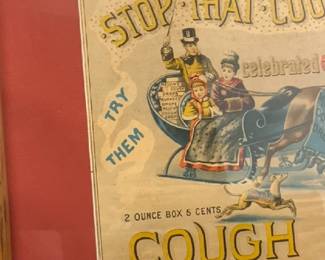 STOP THAT COU
celebrated
TRY
THEM
2 OUNCE BOX 5 CENTS
COUGH